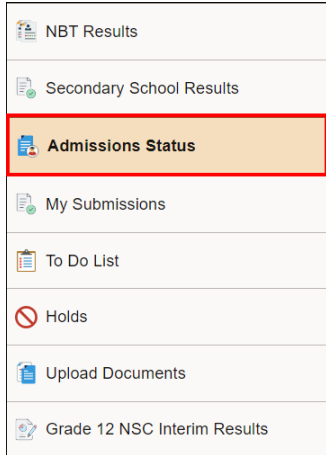 NBT Results
Secondary School Results
Admissions Status
My Submissions
To Do List
Holds
Upload Documents
Grade 12 NSC Interim Results